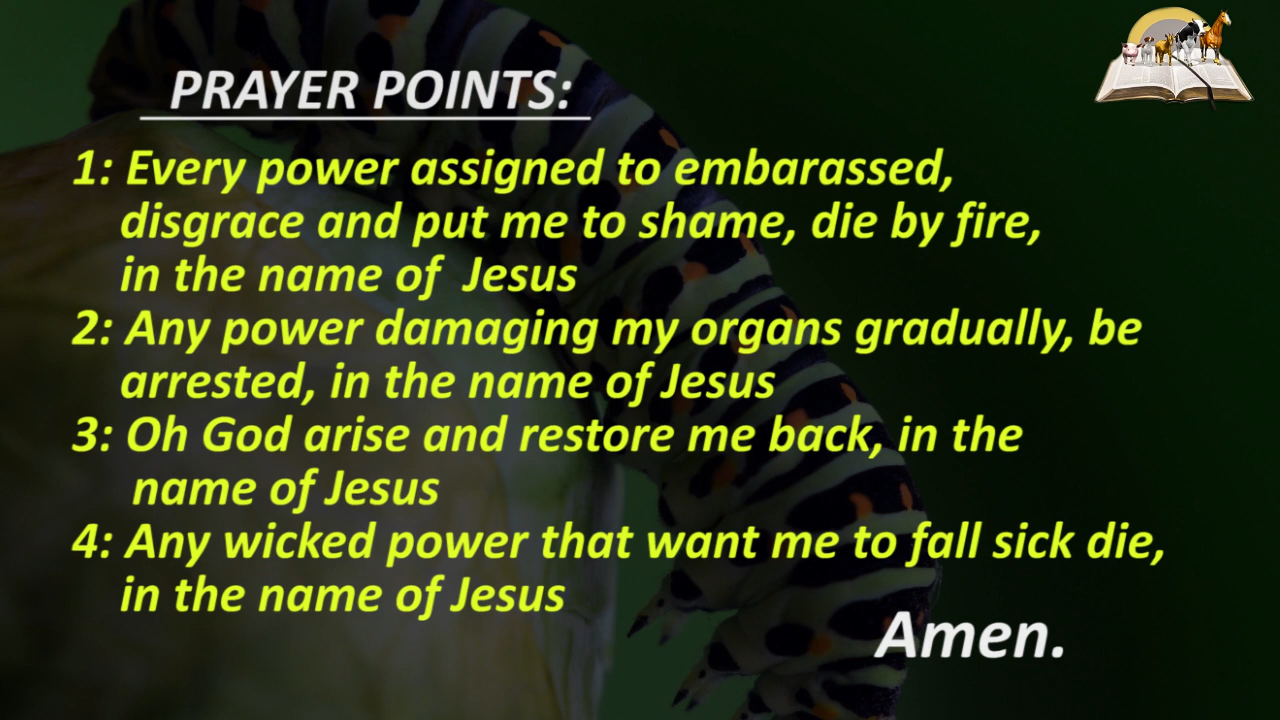 PRAYER POINTS:
1: Every power assigned to embarassed,
disgrace and put me to shame, die by fire,
in the name of Jesus
2: Any power damaging my organs gradually, be
arrested, in the name of Jesus
3: Oh God arise and restore me back, in the
name of Jesus
4: Any wicked power that want me to fall sick die,
in the name of Jesus
Amen.